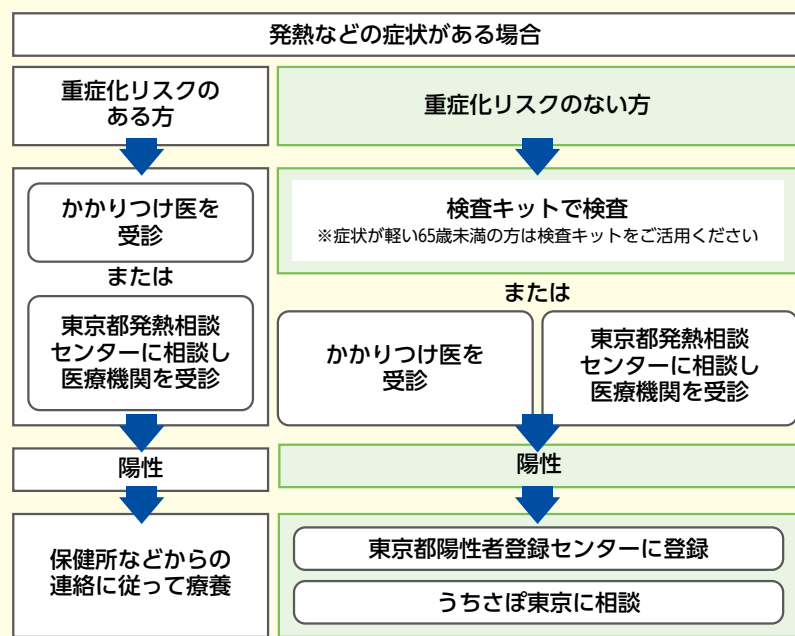 発熱などの症状がある場合
重症化リスクの
ある方
かかりつけ医を
受診
または
東京都発熱相談
センターに相談し
医療機関を受診
陽性
保健所などからの
連絡に従って療養
重症化リスクのない方
検査キットで検査
※症状が軽い65歳未満の方は検査キットをご活用ください
または
かかりつけ医を
受診
東京都発熱相談
センターに相談し
医療機関を受診
陽性
東京都陽性者登録センターに登録
うちさぽ東京に相談